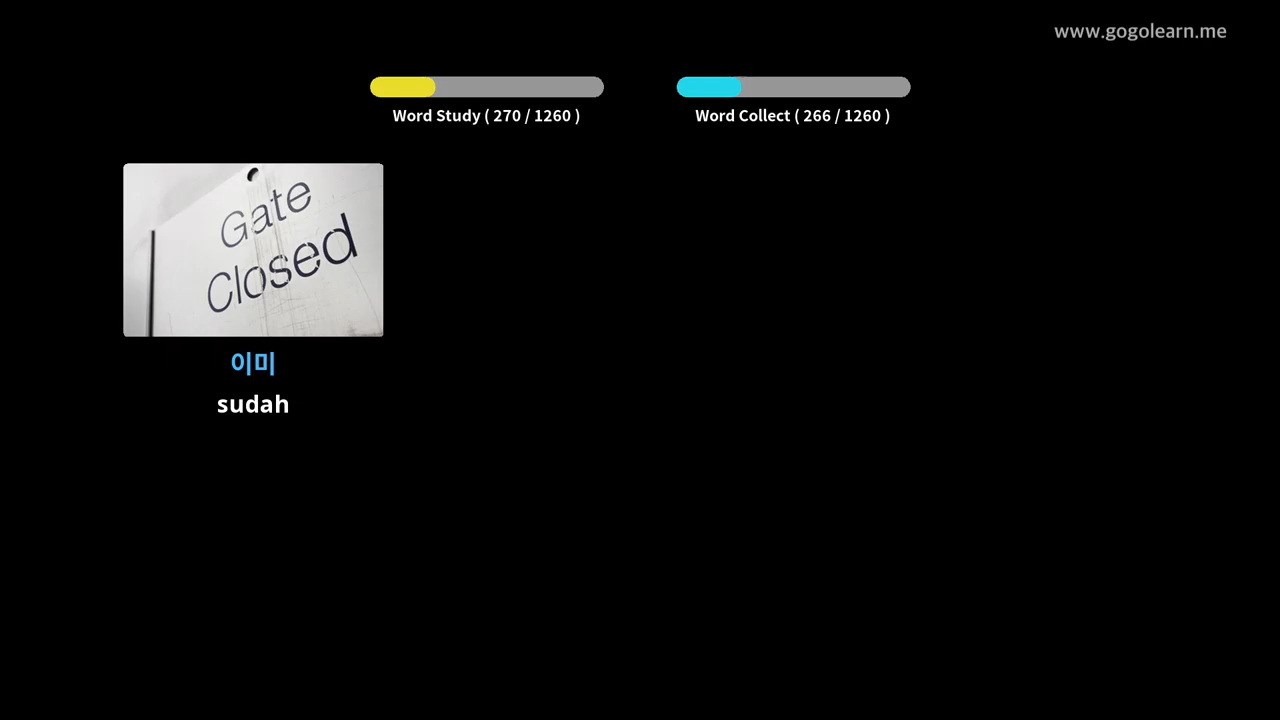 www.gogolearn.me
Word Study ( 270 / 1260 )
Word Collect ( 266 / 1260 )
Gate
Closed
이미
sudah